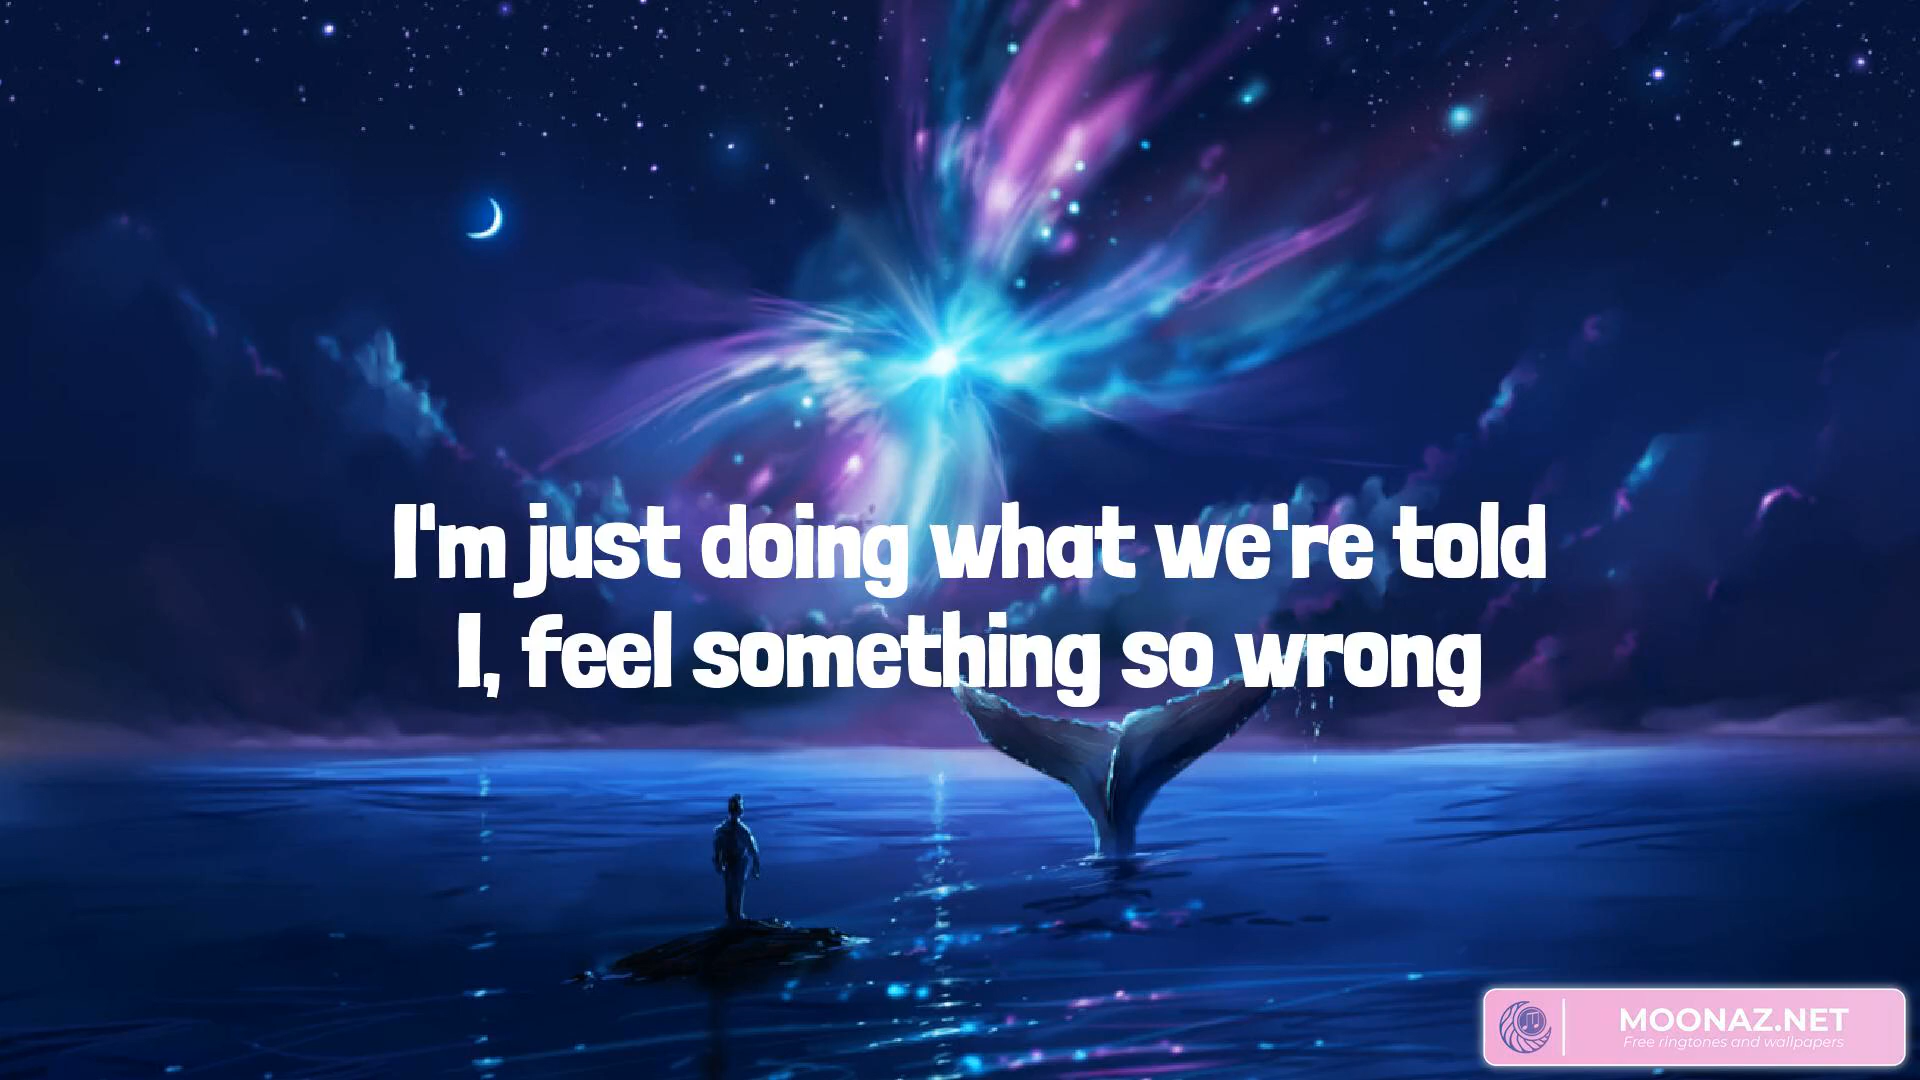 I'm just doing what we're told
I, feel something so wrong
MOONAZ.NET
Free ringtones and wallpapers